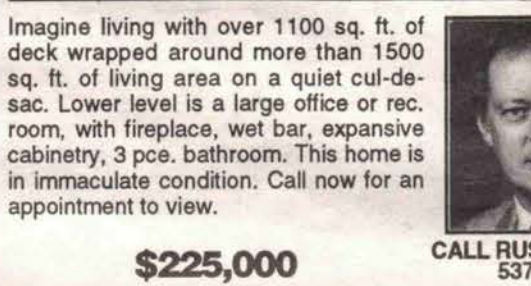 Imagine living with over 1100 sq. ft. of
deck wrapped around more than 1500
sq. ft. of living area on a quiet cul-de-
sac. Lower level is a large office or rec.
room, with fireplace, wet bar, expansive
cabinetry, 3 pce. bathroom. This home is
in immaculate condition. Call now for an
appointment to view.
$225,000
CALL
537